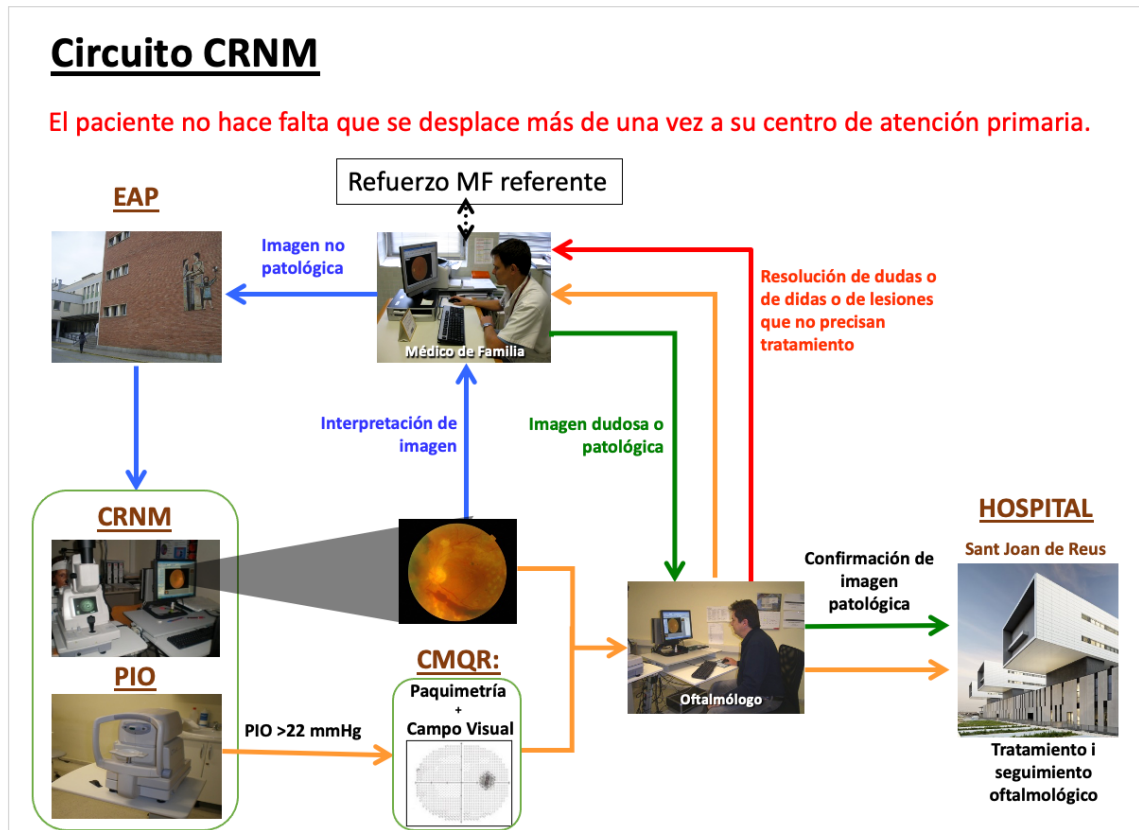 Circuito CRNM
El paciente no hace falta que se desplace más de una vez a su centro de atención primaria.
Refuerzo MF referente
EAP
Imagen no
patológica
Médico de Familia
Resolución de dudas o
de didas o de lesiones
que no precisan
tratamiento
Interpretación de
imagen
Imagen dudosa o
patológica
CRNM
HOSPITAL
Sant Joan de Reus
Confirmación de
imagen
patológica
PIO
PIO >22 mmHg
CMQR:
Paquimetría
+
Campo Visual
Oftalmólogo
Tratamiento i
seguimiento
oftalmológico